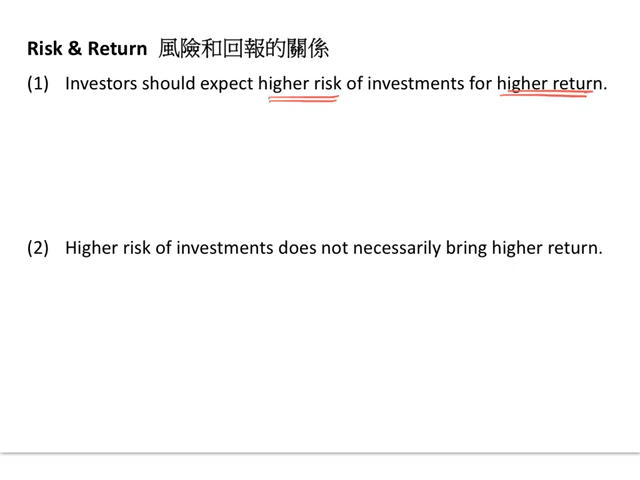 Risk & Return 風險和回報的關係
(1) Investors should expect higher risk of investments for higher return.
(2) Higher risk of investments does not necessarily bring higher return.